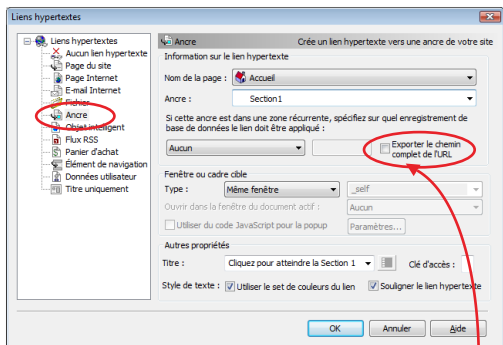 Liens hypertextes
Liens hypertextes
Aucun lien hypertexte
Page du site
Page Internet
E-mail Internet
Fichier
Ancre
Objet intelligent
Flux RSS
Panier d'achat
Élément de navigation
Données utilisateur
Titre uniquement
Ancre Crée un lien hypertexte vers une ancre de votre site
Information sur le lien hypertexte
Nom de la page : Accueil
Ancre : Section1
Si cette ancre est dans une zone récurrente, spécifiez sur quel enregistrement de
base de données le lien doit être appliqué :
Aucun
Exporter le chemin
complet de l'URL
Fenêtre ou cadre cible
Type : Même fenêtre _self
Ouvrir dans la fenêtre du document actif : Aucun
Utiliser du code JavaScript pour la popup Paramètres...
Autres propriétés
Titre : Cliquez pour atteindre la Section 1 Clé d'accès :
Style de texte : Utiliser le set de couleurs du lien Souligner le lien hypertexte
OK Annuler Aide